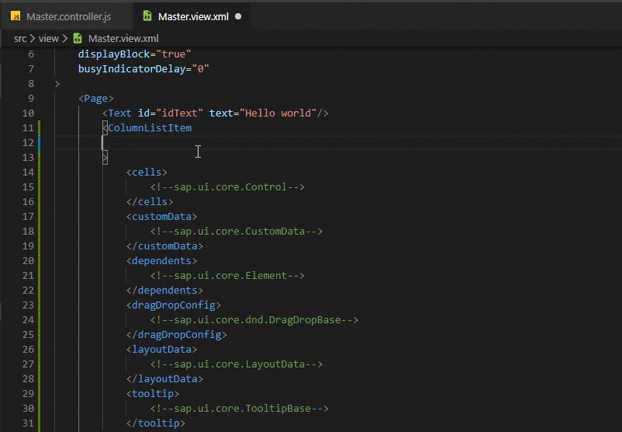 JS Master.controller.js Master.view.xml
src > view > Master.view.xml
6 displayBlock="true"
7 busyIndicatorDelay="0"
8 >
9 <Page>
10 <Text id="idText" text="Hello world"/>
11 <ColumnListItem
12
13 >
14 <cells>
15 <!--sap.ui.core.Control-->
16 </cells>
17 <customData>
18 <!--sap.ui.core.CustomData-->
19 </customData>
20 <dependents>
21 <!--sap.ui.core.Element-->
22 </dependents>
23 <dragDropConfig>
24 <!--sap.ui.core.dnd.DragDropBase-->
25 </dragDropConfig>
26 <layoutData>
27 <!--sap.ui.core.LayoutData-->
28 </layoutData>
29 <tooltip>
30 <!--sap.ui.core.TooltipBase-->
31 </tooltip>